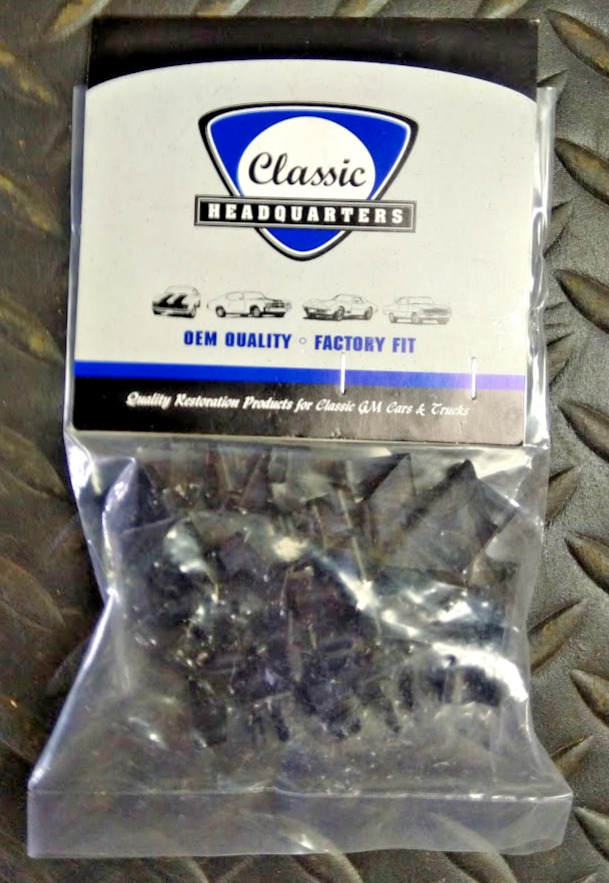 Classic
HEADQUARTERS
OEM QUALITY ◦ FACTORY FIT
Quality Restoration Products for Classic GM Cars & Trucks